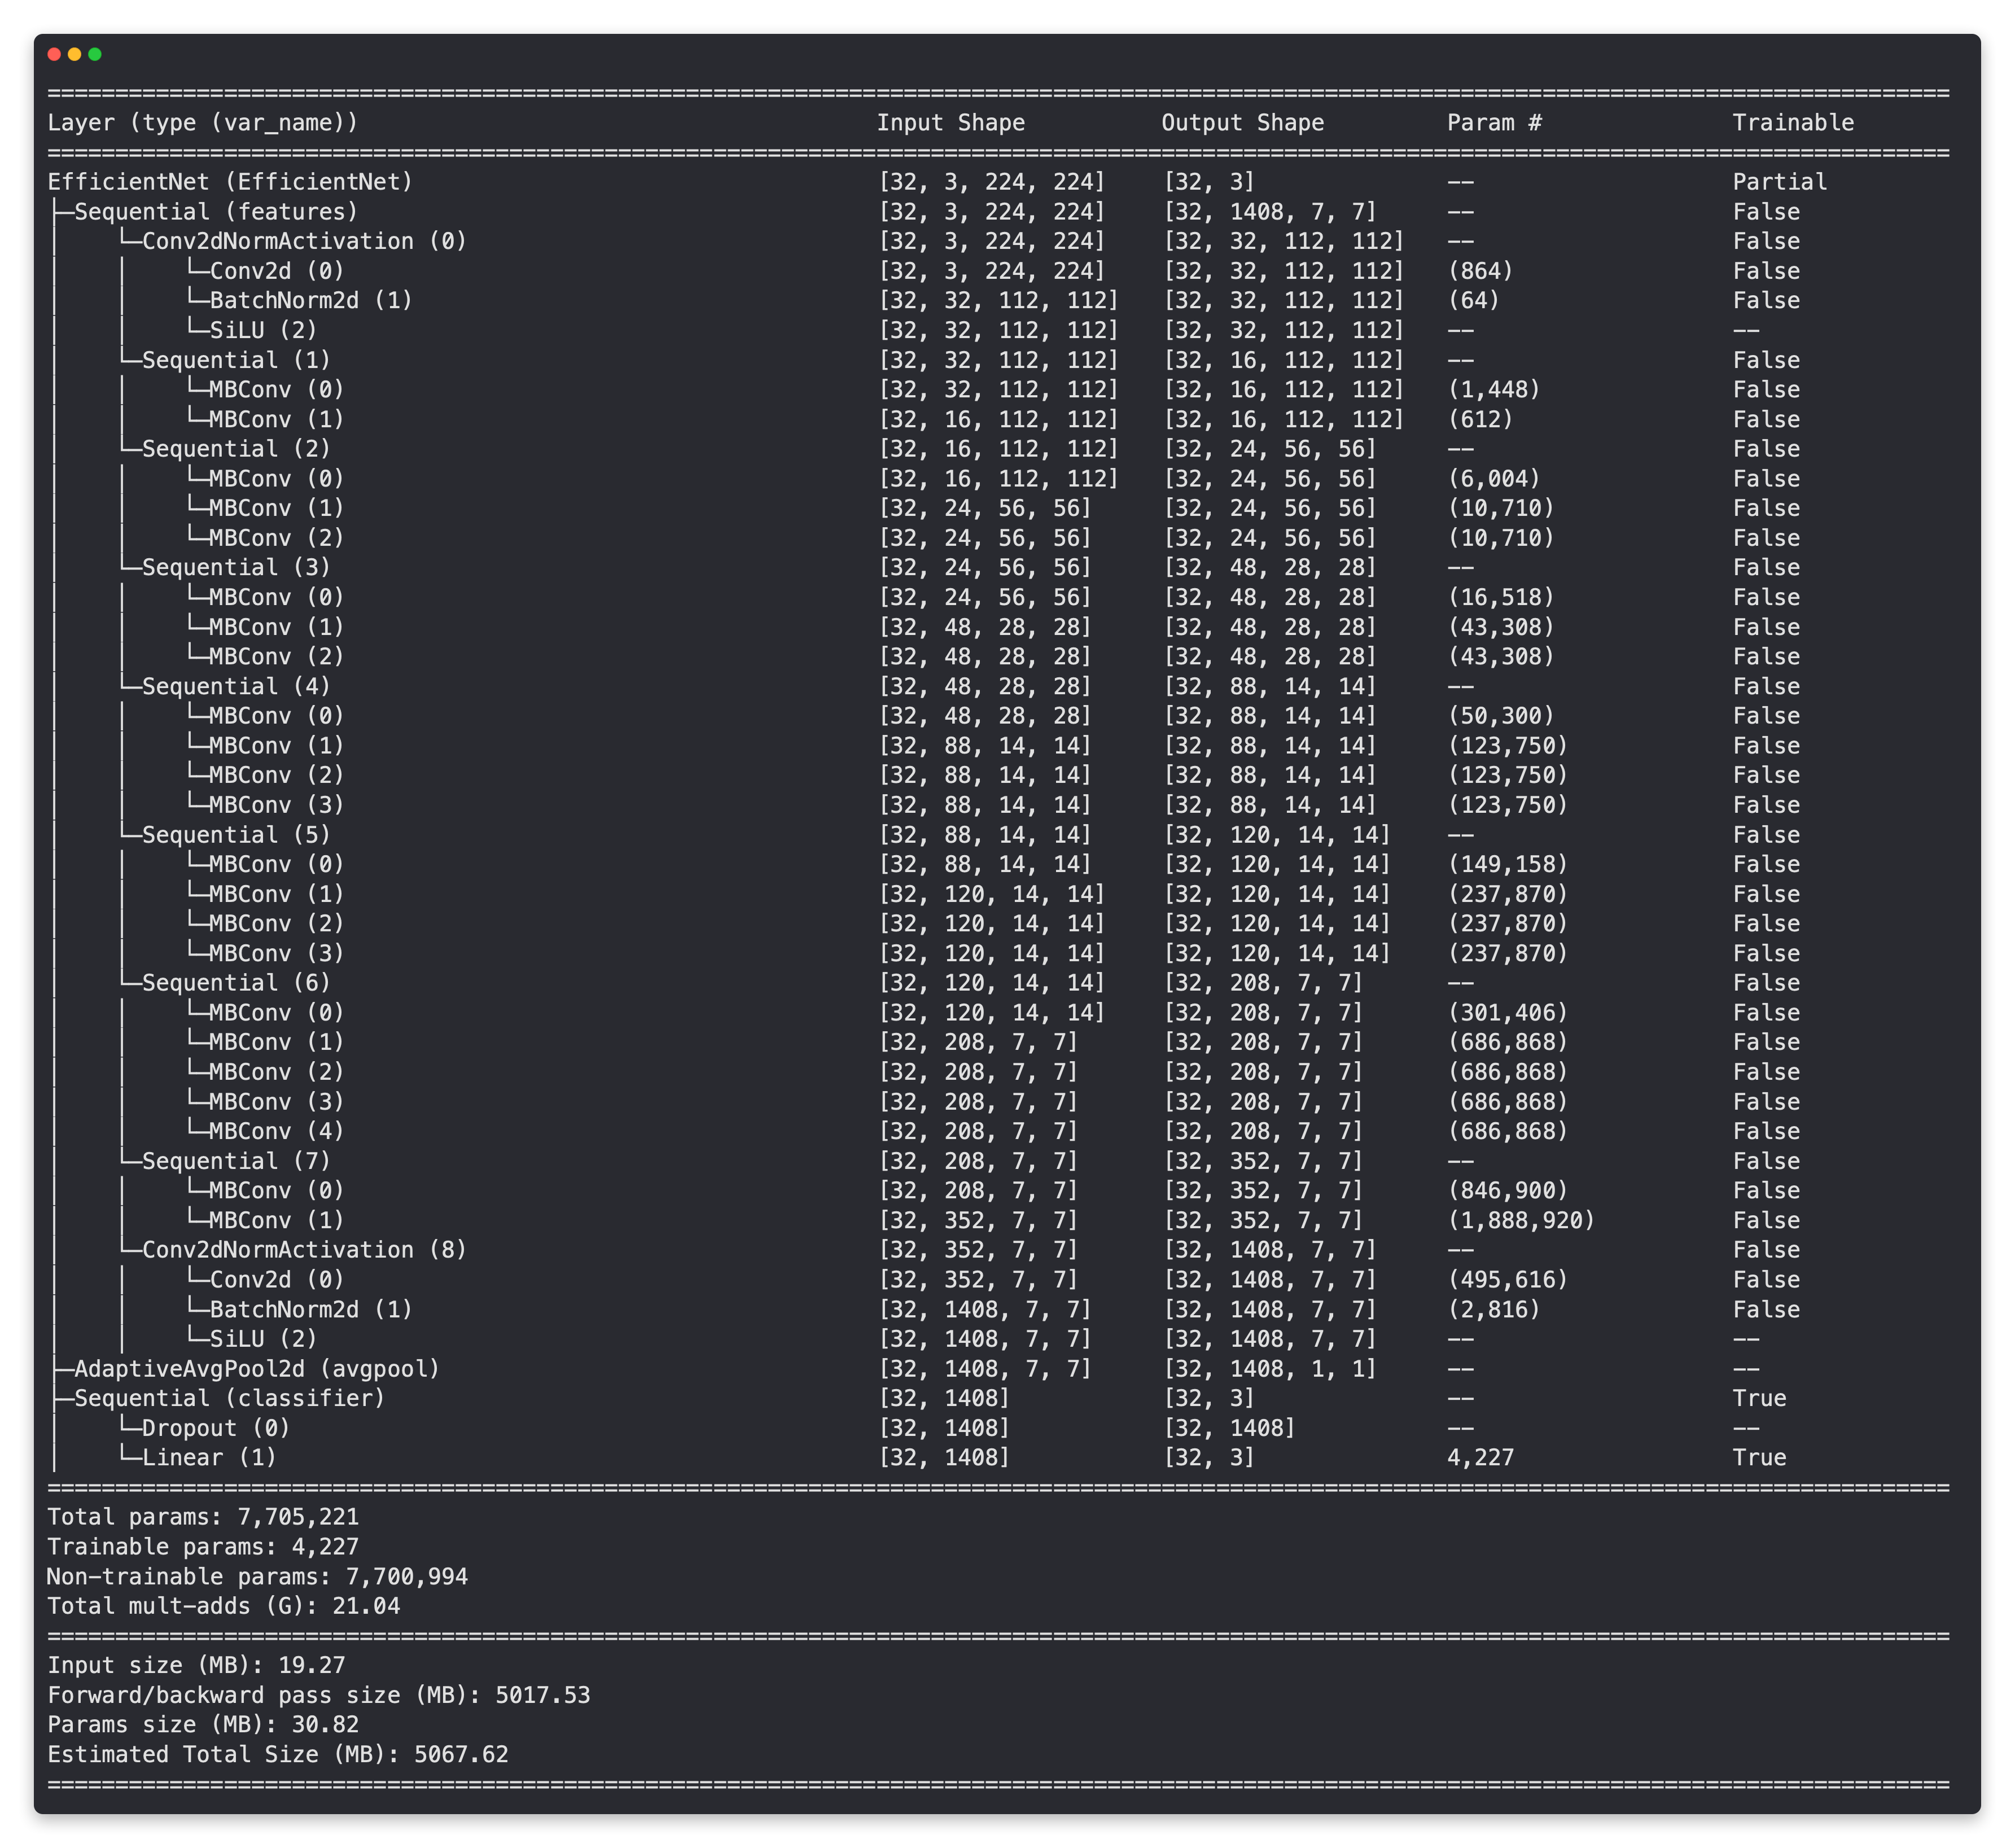 ==========================================================================================
Layer (type (var_name))                                      Input Shape          Output Shape         Param #              Trainable
==========================================================================================
EfficientNet (EfficientNet)                                  [32, 3, 224, 224]    [32, 3]              --                   Partial
├─Sequential (features)                                      [32, 3, 224, 224]    [32, 1408, 7, 7]     --                   False
│    └─Conv2dNormActivation (0)                              [32, 3, 224, 224]    [32, 32, 112, 112]   --                   False
│    │    └─Conv2d (0)                                       [32, 3, 224, 224]    [32, 32, 112, 112]   (864)                False
│    │    └─BatchNorm2d (1)                                  [32, 32, 112, 112]   [32, 32, 112, 112]   (64)                 False
│    │    └─SiLU (2)                                         [32, 32, 112, 112]   [32, 32, 112, 112]   --                   --
│    └─Sequential (1)                                        [32, 32, 112, 112]   [32, 16, 112, 112]   --                   False
│    │    └─MBConv (0)                                       [32, 32, 112, 112]   [32, 16, 112, 112]   (1,448)              False
│    │    └─MBConv (1)                                       [32, 16, 112, 112]   [32, 16, 112, 112]   (612)                False
│    └─Sequential (2)                                        [32, 16, 112, 112]   [32, 24, 56, 56]     --                   False
│    │    └─MBConv (0)                                       [32, 16, 112, 112]   [32, 24, 56, 56]     (6,004)              False
│    │    └─MBConv (1)                                       [32, 24, 56, 56]     [32, 24, 56, 56]     (10,710)             False
│    │    └─MBConv (2)                                       [32, 24, 56, 56]     [32, 24, 56, 56]     (10,710)             False
│    └─Sequential (3)                                        [32, 24, 56, 56]     [32, 48, 28, 28]     --                   False
│    │    └─MBConv (0)                                       [32, 24, 56, 56]     [32, 48, 28, 28]     (16,518)             False
│    │    └─MBConv (1)                                       [32, 48, 28, 28]     [32, 48, 28, 28]     (43,308)             False
│    │    └─MBConv (2)                                       [32, 48, 28, 28]     [32, 48, 28, 28]     (43,308)             False
│    └─Sequential (4)                                        [32, 48, 28, 28]     [32, 88, 14, 14]     --                   False
│    │    └─MBConv (0)                                       [32, 48, 28, 28]     [32, 88, 14, 14]     (50,300)             False
│    │    └─MBConv (1)                                       [32, 88, 14, 14]     [32, 88, 14, 14]     (123,750)            False
│    │    └─MBConv (2)                                       [32, 88, 14, 14]     [32, 88, 14, 14]     (123,750)            False
│    │    └─MBConv (3)                                       [32, 88, 14, 14]     [32, 88, 14, 14]     (123,750)            False
│    └─Sequential (5)                                        [32, 88, 14, 14]     [32, 120, 14, 14]    --                   False
│    │    └─MBConv (0)                                       [32, 88, 14, 14]     [32, 120, 14, 14]    (149,158)            False
│    │    └─MBConv (1)                                       [32, 120, 14, 14]    [32, 120, 14, 14]    (237,870)            False
│    │    └─MBConv (2)                                       [32, 120, 14, 14]    [32, 120, 14, 14]    (237,870)            False
│    │    └─MBConv (3)                                       [32, 120, 14, 14]    [32, 120, 14, 14]    (237,870)            False
│    └─Sequential (6)                                        [32, 120, 14, 14]    [32, 208, 7, 7]      --                   False
│    │    └─MBConv (0)                                       [32, 120, 14, 14]    [32, 208, 7, 7]      (301,406)            False
│    │    └─MBConv (1)                                       [32, 208, 7, 7]      [32, 208, 7, 7]      (686,868)            False
│    │    └─MBConv (2)                                       [32, 208, 7, 7]      [32, 208, 7, 7]      (686,868)            False
│    │    └─MBConv (3)                                       [32, 208, 7, 7]      [32, 208, 7, 7]      (686,868)            False
│    │    └─MBConv (4)                                       [32, 208, 7, 7]      [32, 208, 7, 7]      (686,868)            False
│    └─Sequential (7)                                        [32, 208, 7, 7]      [32, 352, 7, 7]      --                   False
│    │    └─MBConv (0)                                       [32, 208, 7, 7]      [32, 352, 7, 7]      (846,900)            False
│    │    └─MBConv (1)                                       [32, 352, 7, 7]      [32, 352, 7, 7]      (1,888,920)          False
│    └─Conv2dNormActivation (8)                              [32, 352, 7, 7]      [32, 1408, 7, 7]     --                   False
│    │    └─Conv2d (0)                                       [32, 352, 7, 7]      [32, 1408, 7, 7]     (495,616)            False
│    │    └─BatchNorm2d (1)                                  [32, 1408, 7, 7]     [32, 1408, 7, 7]     (2,816)              False
│    │    └─SiLU (2)                                         [32, 1408, 7, 7]     [32, 1408, 7, 7]     --                   --
├─AdaptiveAvgPool2d (avgpool)                                [32, 1408, 7, 7]     [32, 1408, 1, 1]     --                   --
├─Sequential (classifier)                                    [32, 1408]           [32, 3]              --                   True
│    └─Dropout (0)                                           [32, 1408]           [32, 1408]           --                   --
│    └─Linear (1)                                            [32, 1408]           [32, 3]              4,227                True
==========================================================================================
Total params: 7,705,221
Trainable params: 4,227
Non-trainable params: 7,700,994
Total mult-adds (G): 21.04
==========================================================================================
Input size (MB): 19.27
Forward/backward pass size (MB): 5017.53
Params size (MB): 30.82
Estimated Total Size (MB): 5067.62
==========================================================================================